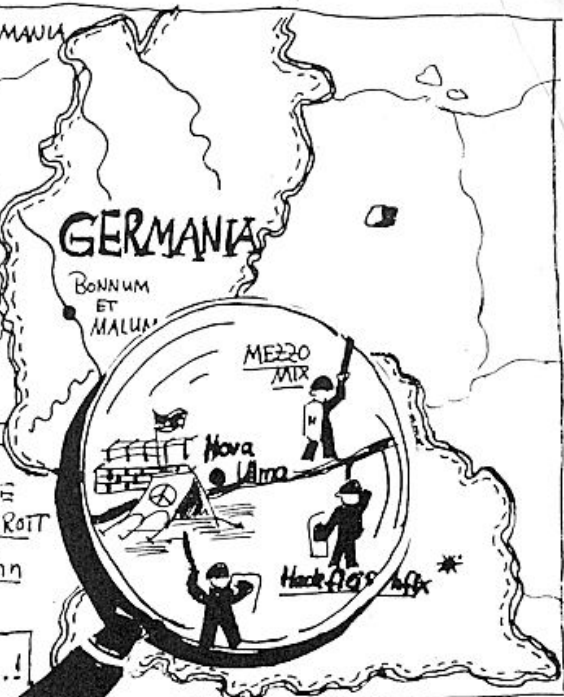 MANIA
GERMANIA
BONNUM
ET
MALUM
MEZZO
MIX
Nova
Ulma
ROTT